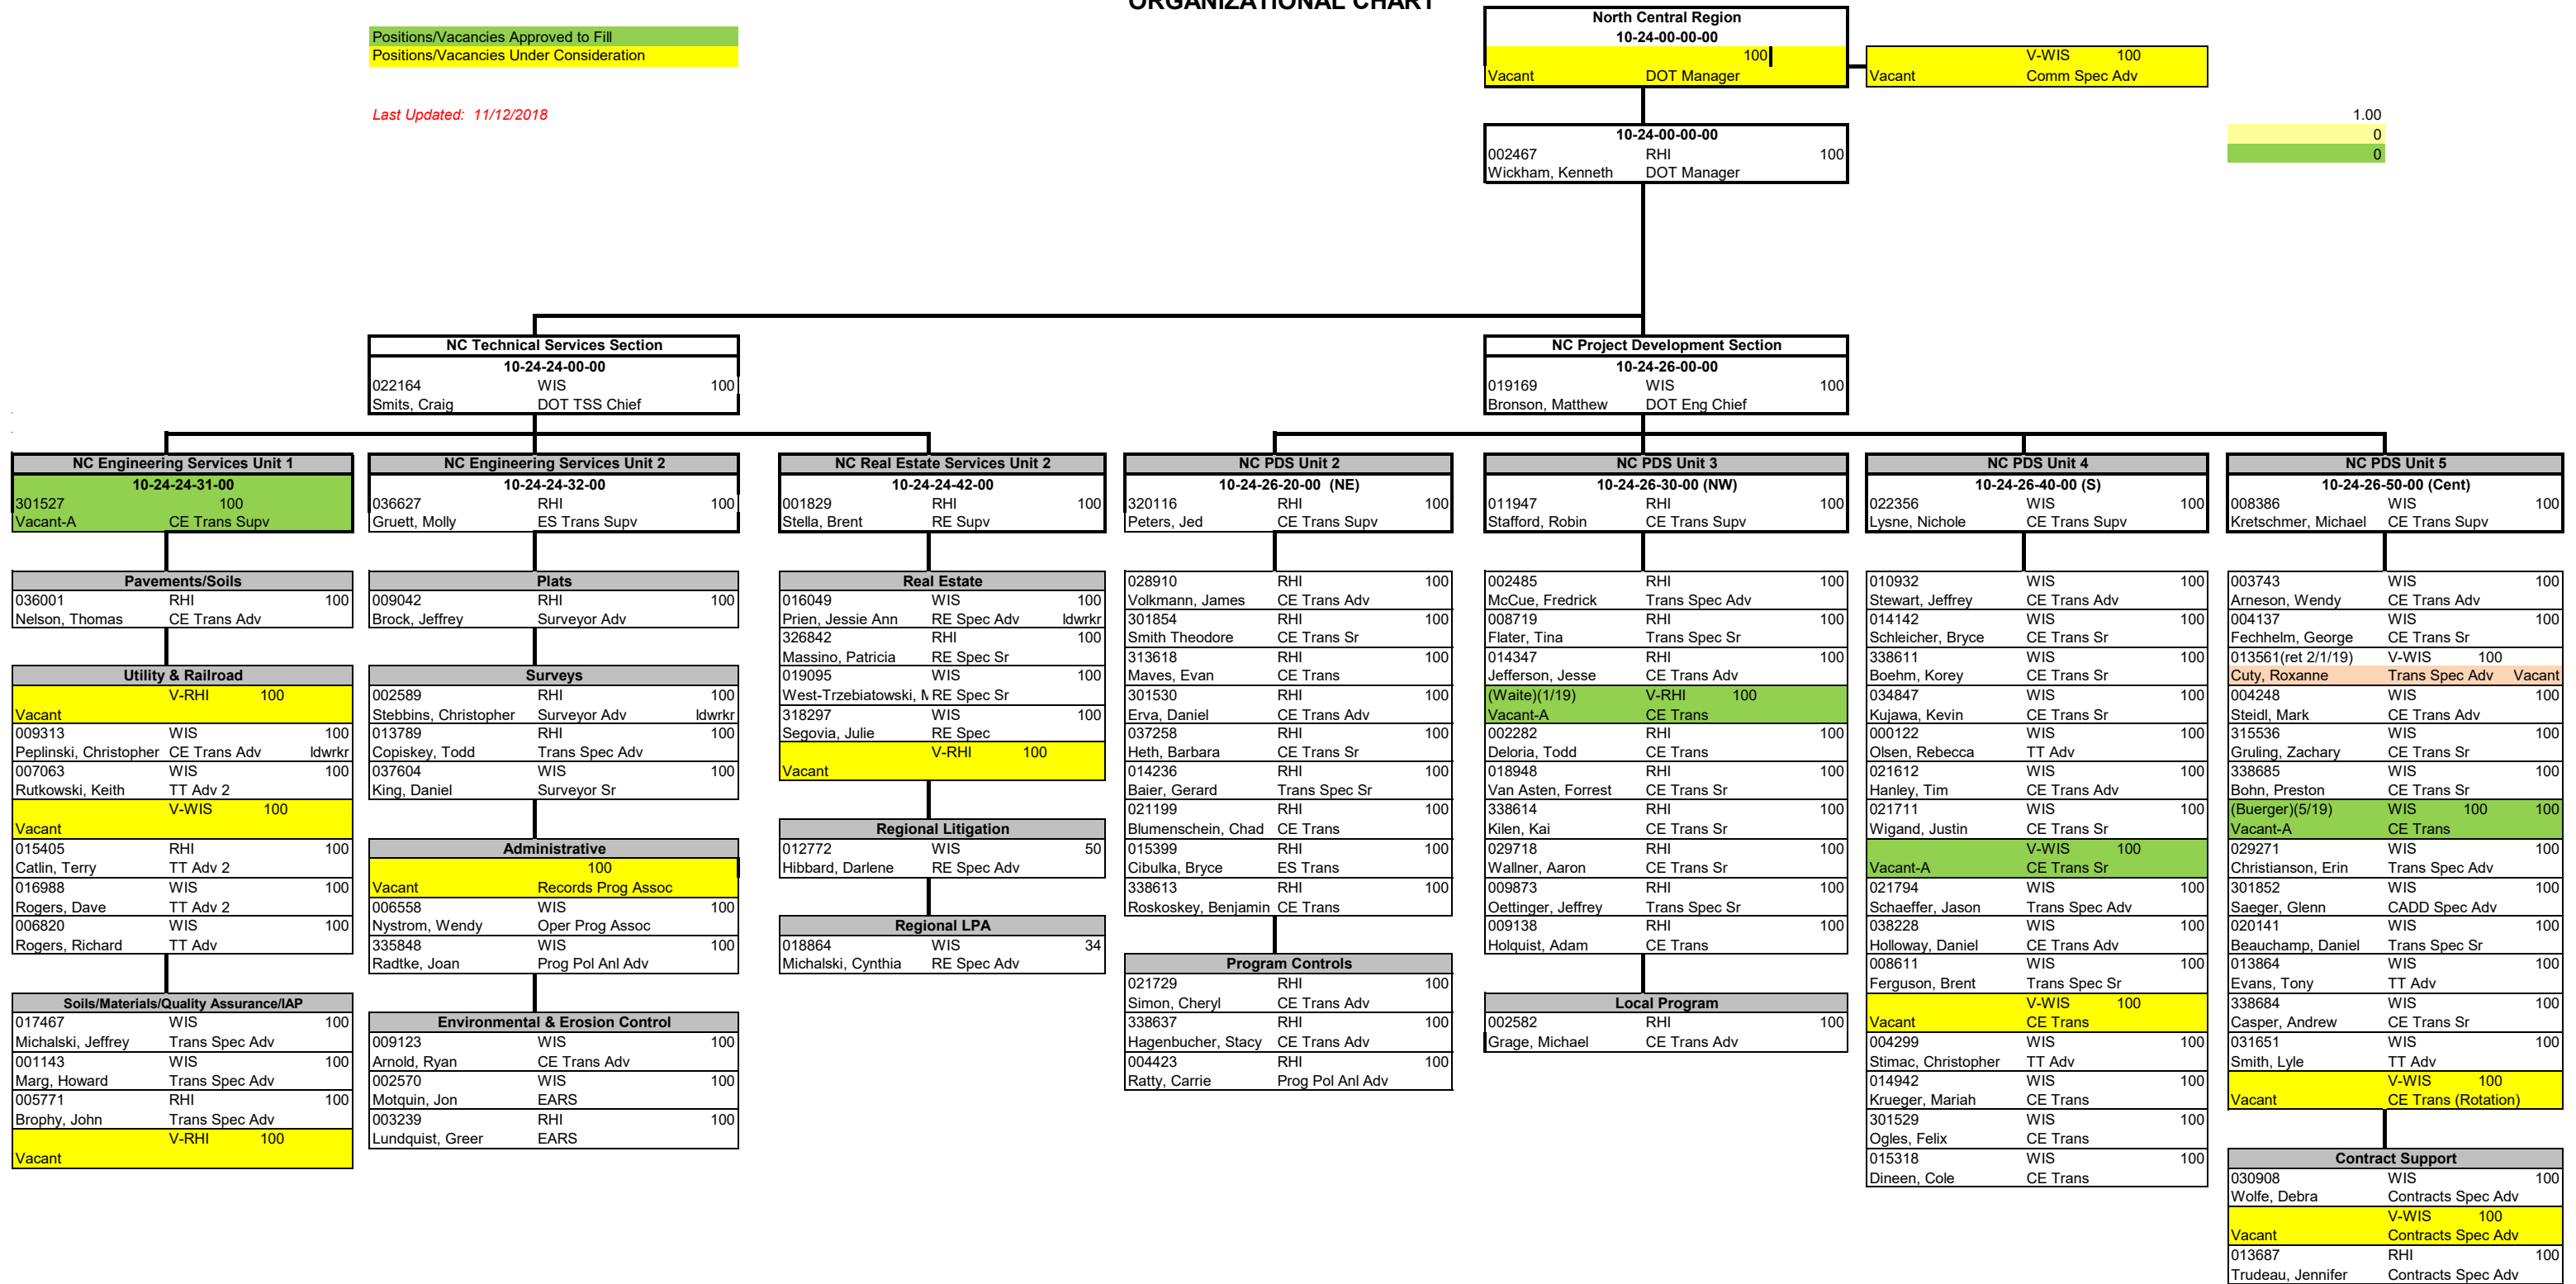 ORGANIZATIONAL CHART
Positions/Vacancies Approved to Fill
Positions/Vacancies Under Consideration
Last Updated: 11/12/2018
North Central Region
10-24-00-00-00
100
Vacant DOT Manager
V-WIS 100
Vacant Comm Spec Adv
1.00
0
0
10-24-00-00-00
002467 RHI 100
Wickham, Kenneth DOT Manager
NC Technical Services Section
10-24-24-00-00
022164 WIS 100
Smits, Craig DOT TSS Chief
NC Project Development Section
10-24-26-00-00
019169 WIS 100
Bronson, Matthew DOT Eng Chief
NC Engineering Services Unit 1
10-24-24-31-00
301527 100
Vacant-A CE Trans Supv
Pavements/Soils
036001 RHI 100
Nelson, Thomas CE Trans Adv
Utility & Railroad
V-RHI 100
Vacant
009313 WIS 100
Peplinski, Christopher CE Trans Adv ldwrkr
007063 WIS 100
Rutkowski, Keith TT Adv 2
V-WIS 100
Vacant
015405 RHI 100
Catlin, Terry TT Adv 2
016988 WIS 100
Rogers, Dave TT Adv 2
006820 WIS 100
Rogers, Richard TT Adv
Soils/Materials/Quality Assurance/IAP
017467 WIS 100
Michalski, Jeffrey Trans Spec Adv
001143 WIS 100
Marg, Howard Trans Spec Adv
005771 RHI 100
Brophy, John Trans Spec Adv
V-RHI 100
Vacant
NC Engineering Services Unit 2
10-24-24-32-00
036627 RHI 100
Gruett, Molly ES Trans Supv
Plats
009042 RHI 100
Brock, Jeffrey Surveyor Adv
Surveys
002589 RHI 100
Stebbins, Christopher Surveyor Adv ldwrkr
013789 RHI 100
Copiskey, Todd Trans Spec Adv
037604 WIS 100
King, Daniel Surveyor Sr
Administrative
100
Vacant Records Prog Assoc
006558 WIS 100
Nystrom, Wendy Oper Prog Assoc
335848 WIS 100
Radtke, Joan Prog Pol Anl Adv
Environmental & Erosion Control
009123 WIS 100
Arnold, Ryan CE Trans Adv
002570 WIS 100
Motquin, Jon EARS
003239 RHI 100
Lundquist, Greer EARS
NC Real Estate Services Unit 2
10-24-24-42-00
001829 RHI 100
Stella, Brent RE Supv
Real Estate
016049 WIS 100
Prien, Jessie Ann RE Spec Adv ldwrkr
326842 RHI 100
Massino, Patricia RE Spec Sr
019095 WIS 100
West-Trzebiatowski, M RE Spec Sr
318297 WIS 100
Segovia, Julie RE Spec
V-RHI 100
Vacant
Regional Litigation
012772 WIS 50
Hibbard, Darlene RE Spec Adv
Regional LPA
018864 WIS 34
Michalski, Cynthia RE Spec Adv
NC PDS Unit 2
10-24-26-20-00 (NE)
320116 RHI 100
Peters, Jed CE Trans Supv
028910 RHI 100
Volkmann, James CE Trans Adv
301854 RHI 100
Smith Theodore CE Trans Sr
313618 RHI 100
Maves, Evan CE Trans
301530 RHI 100
Erva, Daniel CE Trans Adv
037258 RHI 100
Heth, Barbara CE Trans Sr
014236 RHI 100
Baier, Gerard Trans Spec Sr
021199 RHI 100
Blumenschein, Chad CE Trans
015399 RHI 100
Cibulka, Bryce ES Trans
338613 RHI 100
Roskoskey, Benjamin CE Trans
Program Controls
021729 RHI 100
Simon, Cheryl CE Trans Adv
338637 RHI 100
Hagenbucher, Stacy CE Trans Adv
004423 RHI 100
Ratty, Carrie Prog Pol Anl Adv
NC PDS Unit 3
10-24-26-30-00 (NW)
011947 RHI 100
Stafford, Robin CE Trans Supv
002485 RHI 100
McCue, Fredrick Trans Spec Adv
008719 RHI 100
Flater, Tina Trans Spec Sr
014347 RHI 100
Jefferson, Jesse CE Trans Adv
(Waite)(1/19) V-RHI 100
Vacant-A CE Trans
002282 RHI 100
Deloria, Todd CE Trans
018948 RHI 100
Van Asten, Forrest CE Trans Sr
338614 RHI 100
Kilen, Kai CE Trans Sr
029718 RHI 100
Wallner, Aaron CE Trans Sr
009873 RHI 100
Oettinger, Jeffrey Trans Spec Sr
009138 RHI 100
Holquist, Adam CE Trans
Local Program
002582 RHI 100
Grage, Michael CE Trans Adv
NC PDS Unit 4
10-24-26-40-00 (S)
022356 RHI 100
Lysne, Nichole CE Trans Supv
010932 WIS 100
Stewart, Jeffrey CE Trans Adv
014142 WIS 100
Schleicher, Bryce CE Trans Sr
338611 WIS 100
Boehm, Korey CE Trans Sr
034847 WIS 100
Kujawa, Kevin CE Trans Sr
000122 WIS 100
Olsen, Rebecca TT Adv
021612 WIS 100
Hanley, Tim CE Trans Adv
021711 WIS 100
Wigand, Justin CE Trans Sr
V-WIS 100
Vacant-A CE Trans Sr
021794 WIS 100
Schaeffer, Jason Trans Spec Adv
038228 WIS 100
Holloway, Daniel CE Trans Adv
008611 WIS 100
Ferguson, Brent Trans Spec Sr
V-WIS 100
Vacant CE Trans
004299 WIS 100
Stimac, Christopher TT Adv
014942 WIS 100
Krueger, Mariah CE Trans
301529 WIS 100
Ogles, Felix CE Trans
015318 WIS 100
Dineen, Cole CE Trans
NC PDS Unit 5
10-24-26-50-00 (Cent)
008386 RHI 100
Kretschmer, Michael CE Trans Supv
003743 WIS 100
Arneson, Wendy CE Trans Adv
004137 WIS 100
Fechhelm, George CE Trans Sr
013561(ret 2/1/19) V-WIS 100
Cuty, Roxanne Trans Spec Adv Vacant
004248 WIS 100
Steidl, Mark CE Trans Adv
315536 WIS 100
Gruling, Zachary CE Trans Sr
338685 WIS 100
Bohn, Preston CE Trans Sr
(Buerger)(5/19) WIS 100 100
Vacant-A CE Trans
029271 WIS 100
Christianson, Erin Trans Spec Adv
301852 WIS 100
Saeger, Glenn CADD Spec Adv
020141 WIS 100
Beauchamp, Daniel Trans Spec Sr
013864 WIS 100
Evans, Tony TT Adv
338684 WIS 100
Casper, Andrew CE Trans Sr
031651 WIS 100
Smith, Lyle TT Adv
V-WIS 100
Vacant CE Trans (Rotation)
Contract Support
030908 WIS 100
Wolfe, Debra Contracts Spec Adv
V-WIS 100
Vacant Contracts Spec Adv
013687 RHI 100
Trudeau, Jennifer Contracts Spec Adv